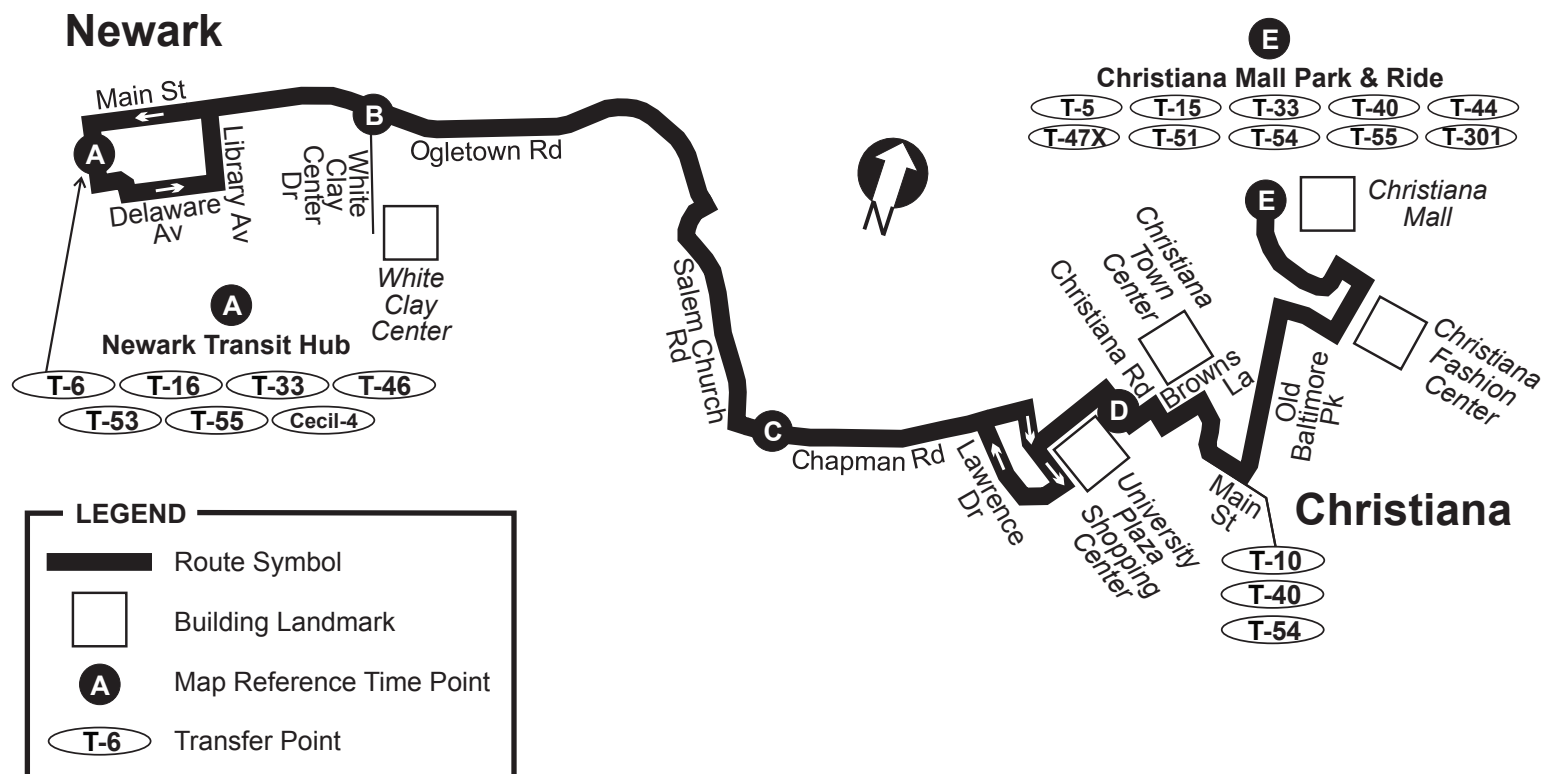 Newark
E
Christiana Mall Park & Ride
T-5 T-15 T-33 T-40 T-44
T-47X T-51 T-54 T-55 T-301
Main St
B
A
Library Av
Delaware
Av
White
Clay
Center
Dr
Ogletown Rd
White
Clay
Center
N
E
Christiana
Mall
A
Newark Transit Hub
T-6 T-16 T-33 T-46
T-53 T-55 Cecil-4
Salem Church
Rd
C
Chapman Rd
Lawrence
Dr
Christiana
Town
Center
Christiana Rd
D
Browns
La
University
Plaza
Shopping
Center
Old
Baltimore
Pk
Christiana
Fashion
Center
Main
St
Christiana
T-10
T-40
T-54
LEGEND
Route Symbol
Building Landmark
A Map Reference Time Point
T-6 Transfer Point